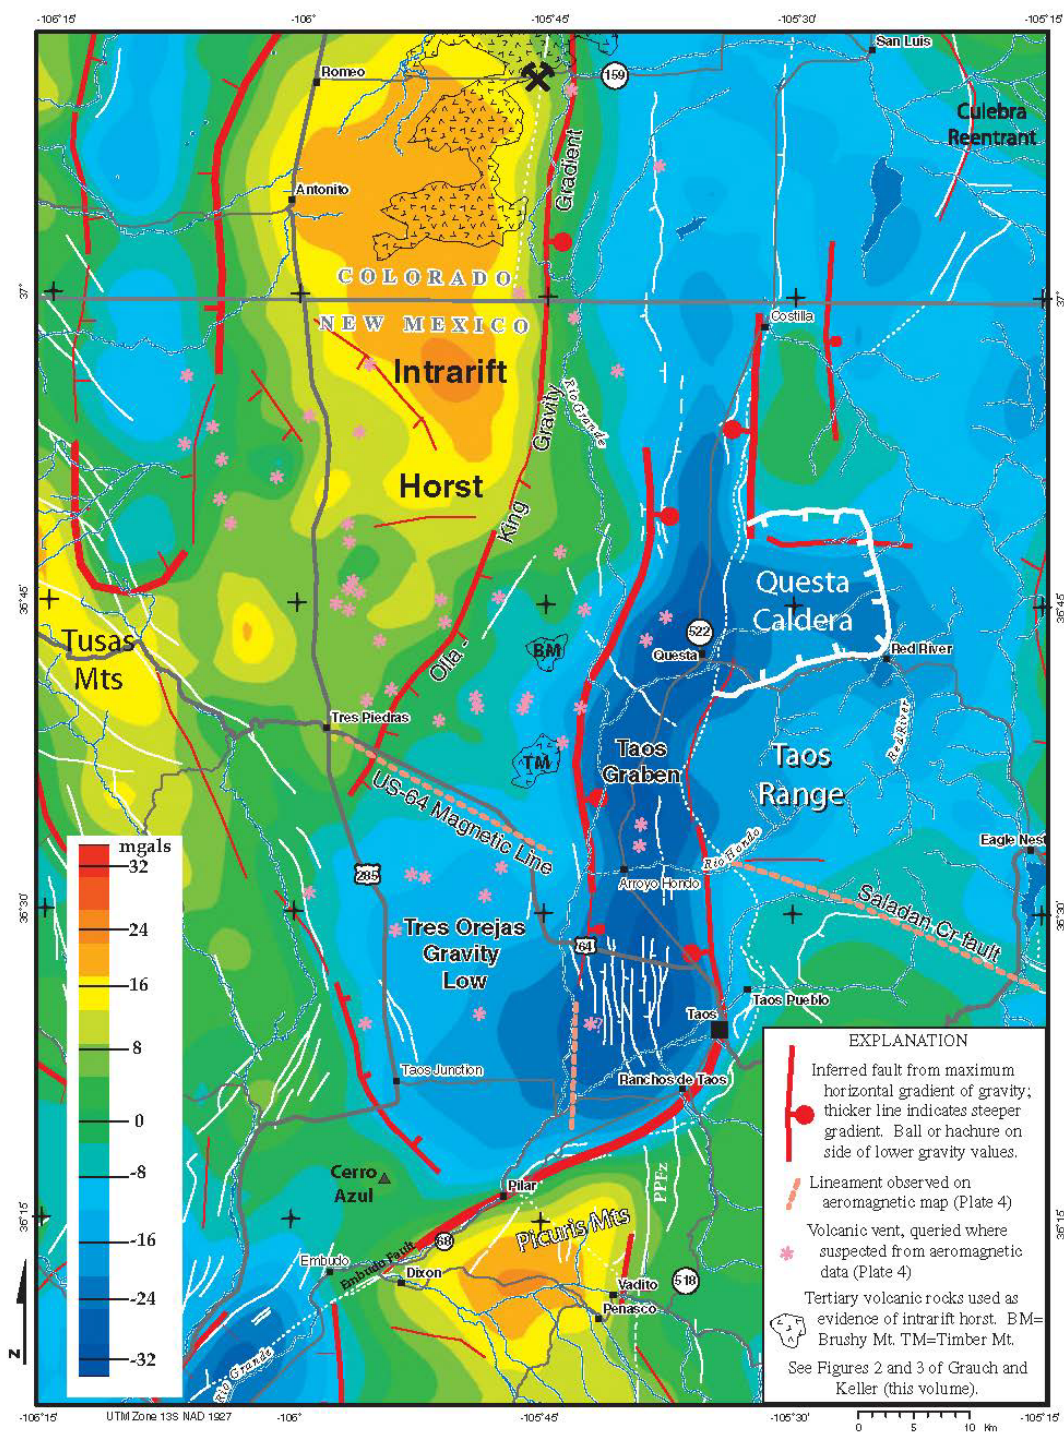 -106°15'
-106°
-105°45'
-105°30'
-105°15'
San Luis
Romeo
159
Culebra
Reentrant
Gradient
Antonito
COLORADO
37°
37°
NEW MEXICO
Costilla
Intrarift
Rio Grande
Gravity
Horst
King
Questa
Caldera
36°45'
36°45'
Tusas
Mts
522
BM
Questa
Red River
Olla -
Tres Piedras
Red River
TM
Taos
Graben
Taos
Range
US-64 Magnetic Line
mgals
32
24
16
8
0
-8
-16
-24
-32
Rio Hondo
Eagle Nest
285
Arroyo Hondo
36°30'
36°30'
Saladan Cr fault
Tres Orejas
Gravity
Low
64
Taos Pueblo
Taos
?
Taos Junction
Ranchos de Taos
EXPLANATION
Inferred fault from maximum
horizontal gradient of gravity;
thicker line indicates steeper
gradient. Ball or hachure on
side of lower gravity values.
Lineament observed on
aeromagnetic map (Plate 4)
Volcanic vent, queried where
suspected from aeromagnetic
data (Plate 4)
Tertiary volcanic rocks used as
evidence of intrarift horst. BM=
Brushy Mt. TM=Timber Mt.
See Figures 2 and 3 of Grauch and
Keller (this volume).
Cerro
Azul
Pilar
PPFz
36°15'
36°15'
Picuris Mts
68
Embudo
Embudo Fault
Dixon
Vadito
518
Penasco
Rio Grande
N
-106°15'
UTM Zone 13S NAD 1927
-106°
-105°45'
-105°30'
-105°15'
0 5 10 Km